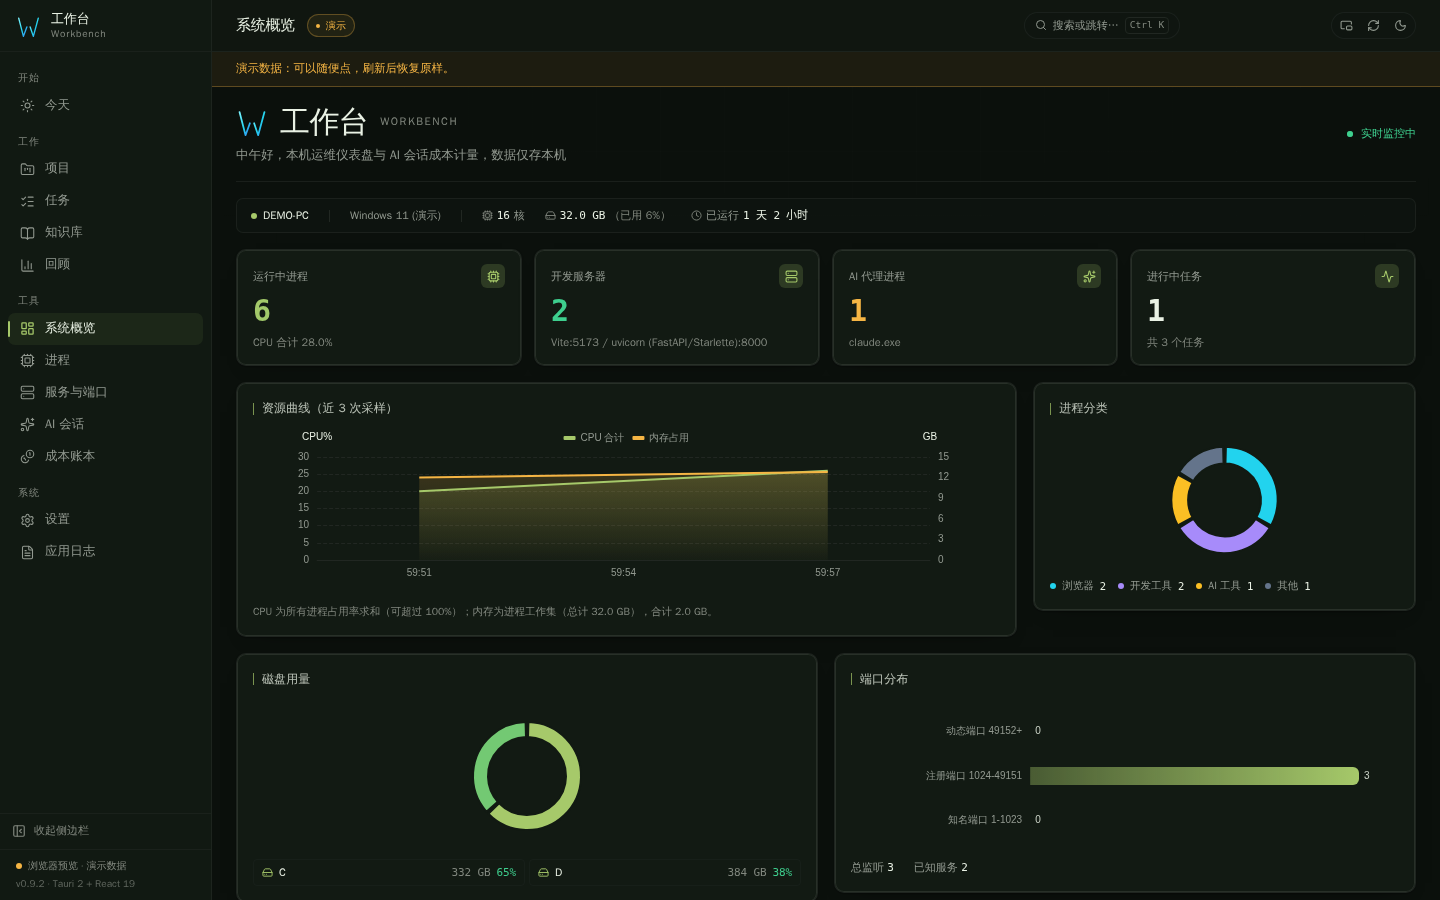 工作台
Workbench
开始
今天
工作
项目
任务
知识库
回顾
工具
系统概览
进程
服务与端口
AI 会话
成本账本
系统
设置
应用日志
收起侧边栏
浏览器预览 · 演示数据
v0.9.2 · Tauri 2 + React 19
系统概览 演示
搜索或跳转… Ctrl K
演示数据：可以随便点，刷新后恢复原样。
工作台 WORKBENCH
中午好，本机运维仪表盘与 AI 会话成本计量，数据仅存本机
实时监控中
DEMO-PC Windows 11 (演示) 16 核 32.0 GB （已用 6%） 已运行 1 天 2 小时
运行中进程
6
CPU 合计 28.0%
开发服务器
2
Vite:5173 / uvicorn (FastAPI/Starlette):8000
AI 代理进程
1
claude.exe
进行中任务
1
共 3 个任务
资源曲线（近 3 次采样）
CPU% CPU 合计 内存占用 GB
30 15
25 12
20 9
15 6
10 3
5 0
0
59:51 59:54 59:57
CPU 为所有进程占用率求和（可超过 100%）；内存为进程工作集（总计 32.0 GB），合计 2.0 GB。
进程分类
浏览器 2 开发工具 2 AI 工具 1 其他 1
磁盘用量
C 332 GB 65% D 384 GB 38%
端口分布
动态端口 49152+ 0
注册端口 1024-49151 3
知名端口 1-1023 0
总监听 3 已知服务 2